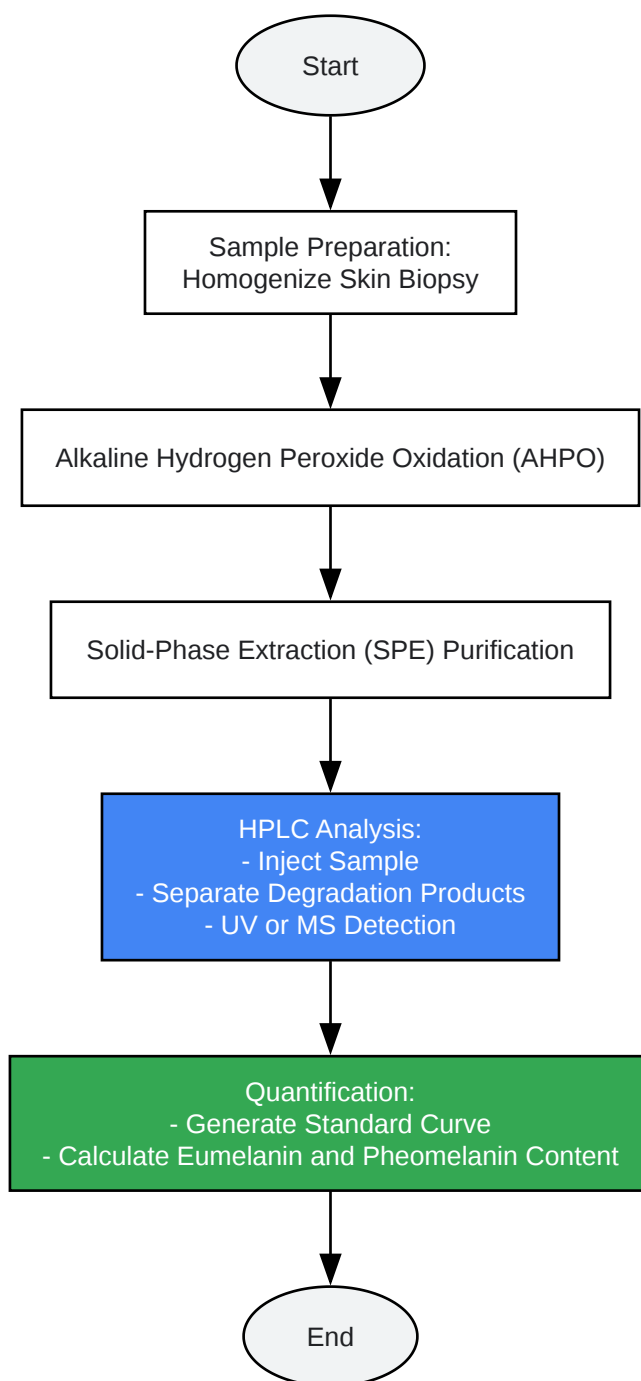 Start
Sample Preparation:
Homogenize Skin Biopsy
Alkaline Hydrogen Peroxide Oxidation (AHPO)
Solid-Phase Extraction (SPE) Purification
HPLC Analysis:
- Inject Sample
- Separate Degradation Products
- UV or MS Detection
Quantification:
- Generate Standard Curve
- Calculate Eumelanin and Pheomelanin Content
End